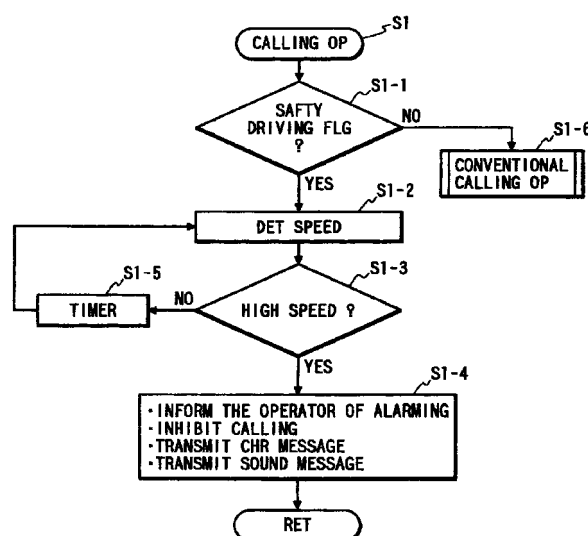 CALLING OP
S1
S1-1
SAFTY
DRIVING FLG
?
NO
S1-6
CONVENTIONAL
CALLING OP
YES
S1-2
DET SPEED
S1-5
TIMER
NO
S1-3
HIGH SPEED ?
YES
S1-4
·INFORM THE OPERATOR OF ALARMING
·INHIBIT CALLING
·TRANSMIT CHR MESSAGE
·TRANSMIT SOUND MESSAGE
RET